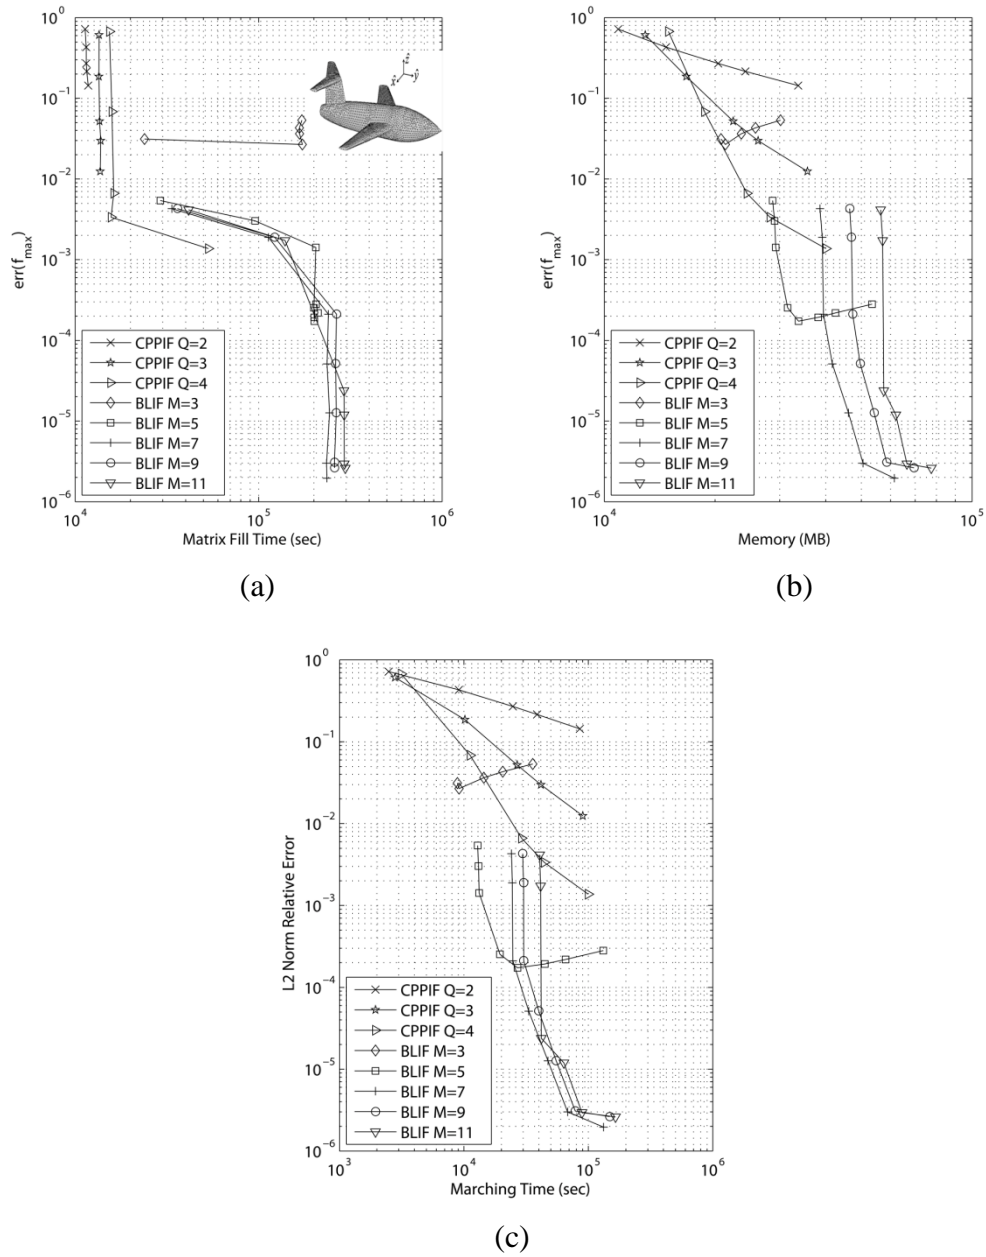 10^0
10^-1
10^-2
10^-3
10^-4
10^-5
10^-6
err(f_max)
ẑ
x̂
ŷ
CPPIF Q=2
CPPIF Q=3
CPPIF Q=4
BLIF M=3
BLIF M=5
BLIF M=7
BLIF M=9
BLIF M=11
10^4
10^5
10^6
Matrix Fill Time (sec)
(a)
10^0
10^-1
10^-2
10^-3
10^-4
10^-5
10^-6
err(f_max)
CPPIF Q=2
CPPIF Q=3
CPPIF Q=4
BLIF M=3
BLIF M=5
BLIF M=7
BLIF M=9
BLIF M=11
10^4
10^5
Memory (MB)
(b)
10^0
10^-1
10^-2
10^-3
10^-4
10^-5
10^-6
L2 Norm Relative Error
CPPIF Q=2
CPPIF Q=3
CPPIF Q=4
BLIF M=3
BLIF M=5
BLIF M=7
BLIF M=9
BLIF M=11
10^3
10^4
10^5
10^6
Marching Time (sec)
(c)